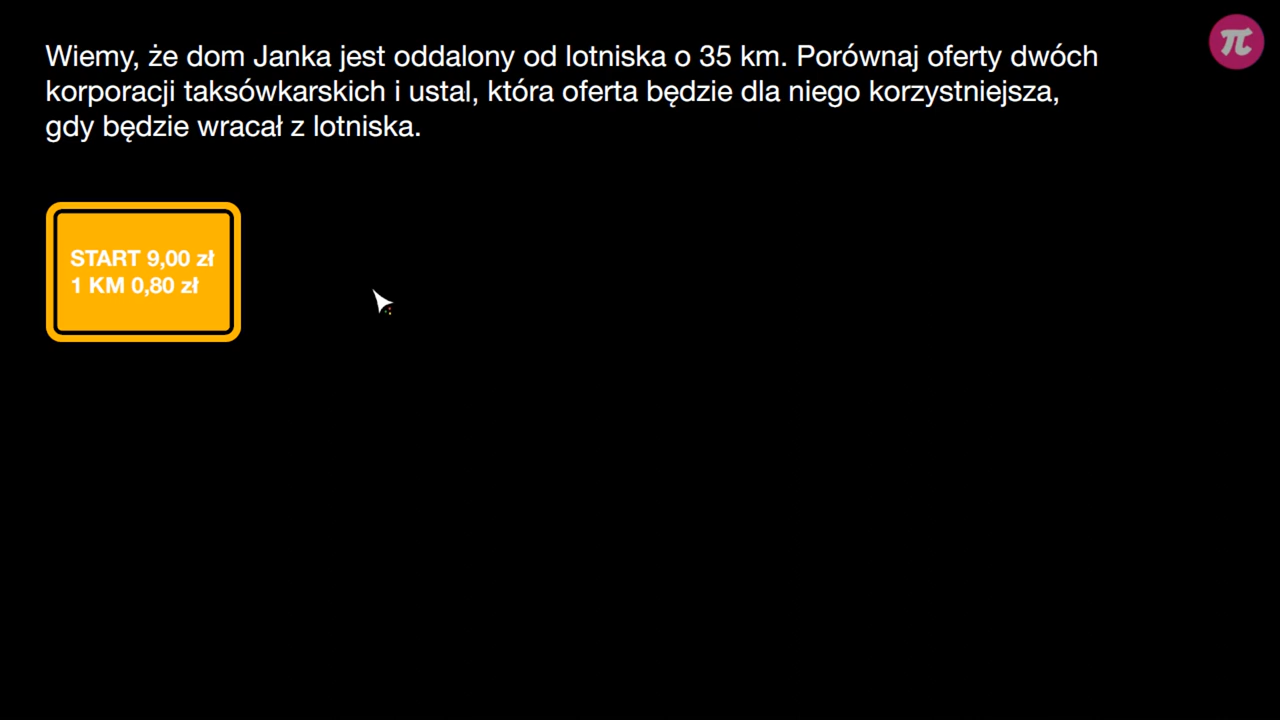 Wiemy, że dom Janka jest oddalony od lotniska o 35 km. Porównaj oferty dwóch
korporacji taksówkarskich i ustal, która oferta będzie dla niego korzystniejsza,
gdy będzie wracał z lotniska.
START 9,00 zł
1 KM 0,80 zł
π